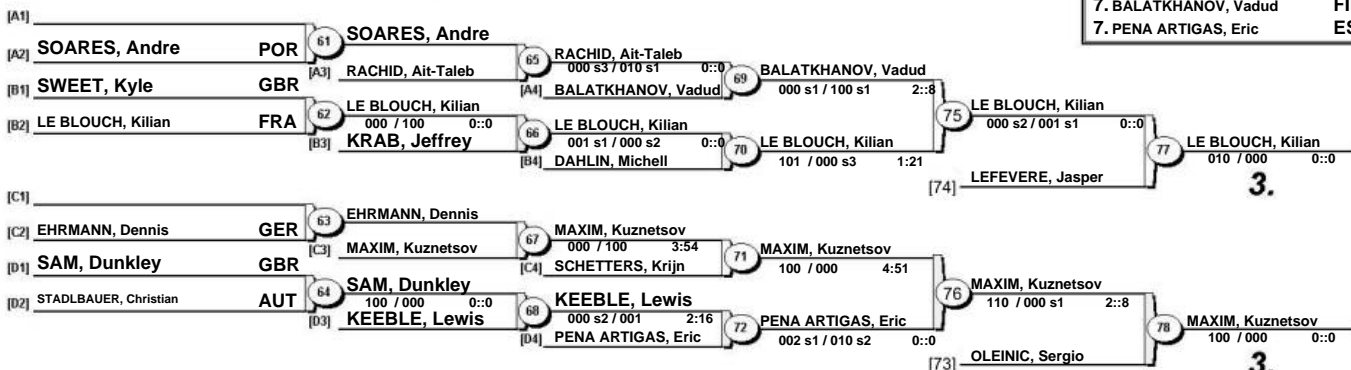 7. BALATKHANOV, Vadud FI
7. PENA ARTIGAS, Eric ES
[A1]
[A2] SOARES, Andre POR
61
SOARES, Andre
[A3] RACHID, Ait-Taleb
65
RACHID, Ait-Taleb
000 s3 / 010 s1 0::0
[A4] BALATKHANOV, Vadud
69
BALATKHANOV, Vadud
000 s1 / 100 s1 2::8
[B1] SWEET, Kyle GBR
[B2] LE BLOUCH, Kilian FRA
62
LE BLOUCH, Kilian
000 / 100 0::0
[B3] KRAB, Jeffrey
66
LE BLOUCH, Kilian
001 s1 / 000 s2 0::0
[B4] DAHLIN, Michell
70
LE BLOUCH, Kilian
101 / 000 s3 1:21
75
LE BLOUCH, Kilian
000 s2 / 001 s1 0::0
[74] LEFEVERE, Jasper
77
LE BLOUCH, Kilian
010 / 000 0::0
3.
[C1]
[C2] EHRMANN, Dennis GER
63
EHRMANN, Dennis
[C3] MAXIM, Kuznetsov
67
MAXIM, Kuznetsov
000 / 100 3:54
[C4] SCHETTERS, Krijn
71
MAXIM, Kuznetsov
100 / 000 4:51
[D1] SAM, Dunkley GBR
[D2] STADLBAUER, Christian AUT
64
SAM, Dunkley
100 / 000 0::0
[D3] KEEBLE, Lewis
68
KEEBLE, Lewis
000 s2 / 001 2:16
[D4] PENA ARTIGAS, Eric
72
PENA ARTIGAS, Eric
002 s1 / 010 s2 0::0
76
MAXIM, Kuznetsov
110 / 000 s1 2::8
[73] OLEINIC, Sergio
78
MAXIM, Kuznetsov
100 / 000 0::0
3.